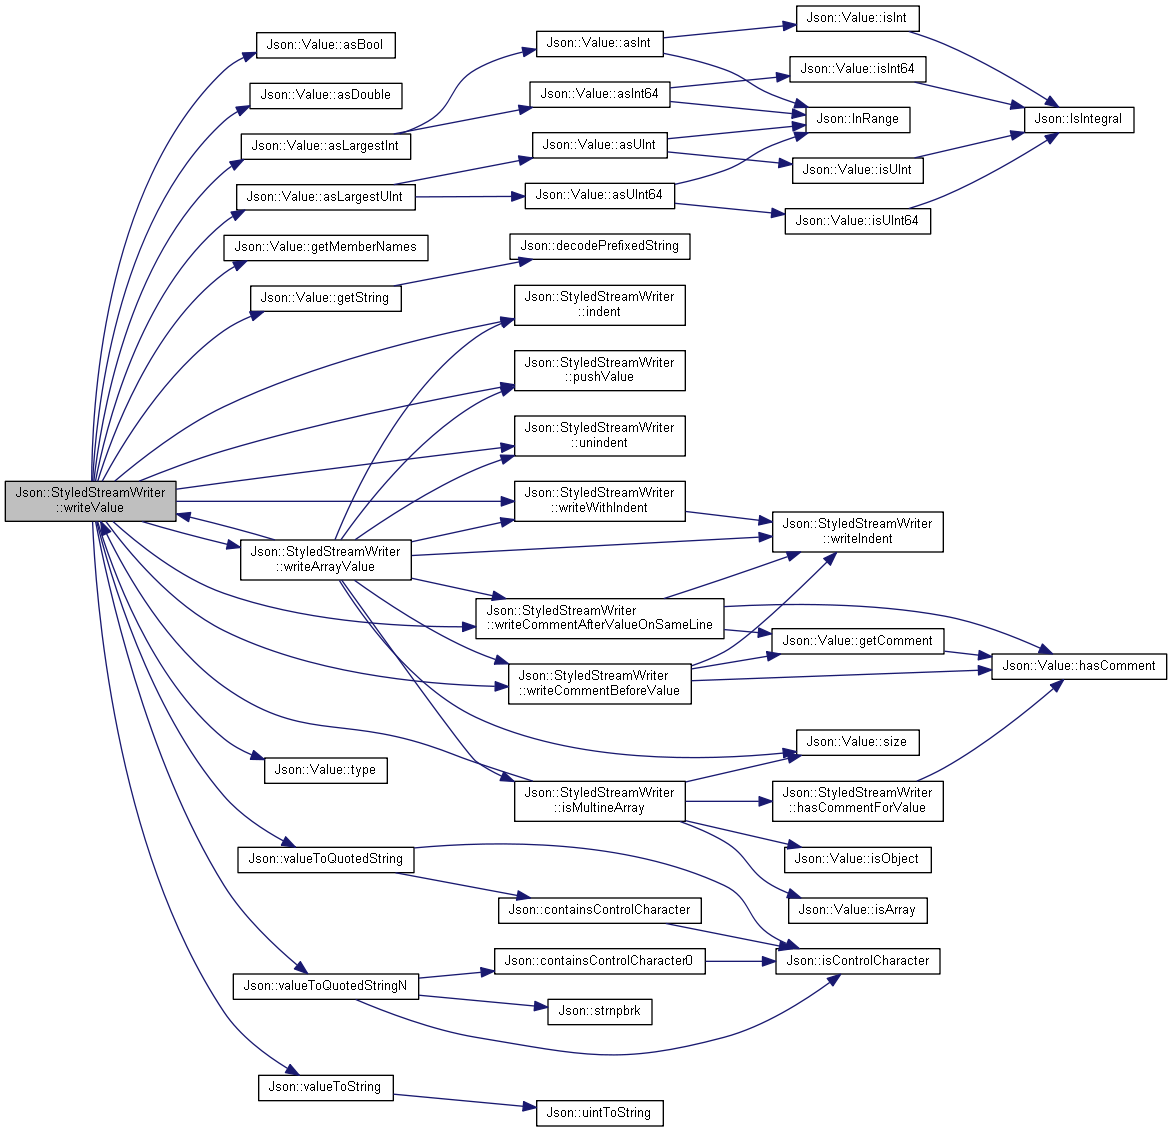 Json::Value::isInt
Json::Value::asBool
Json::Value::asInt
Json::Value::isInt64
Json::Value::asDouble
Json::Value::asInt64
Json::InRange
Json::IsIntegral
Json::Value::asLargestInt
Json::Value::asUInt
Json::Value::isUInt
Json::Value::asLargestUInt
Json::Value::asUInt64
Json::Value::isUInt64
Json::Value::getMemberNames
Json::decodePrefixedString
Json::Value::getString
Json::StyledStreamWriter
::indent
Json::StyledStreamWriter
::pushValue
Json::StyledStreamWriter
::unindent
Json::StyledStreamWriter
::writeValue
Json::StyledStreamWriter
::writeWithIndent
Json::StyledStreamWriter
::writeIndent
Json::StyledStreamWriter
::writeArrayValue
Json::StyledStreamWriter
::writeCommentAfterValueOnSameLine
Json::Value::getComment
Json::Value::hasComment
Json::StyledStreamWriter
::writeCommentBeforeValue
Json::Value::size
Json::Value::type
Json::StyledStreamWriter
::isMultineArray
Json::StyledStreamWriter
::hasCommentForValue
Json::valueToQuotedString
Json::Value::isObject
Json::containsControlCharacter
Json::Value::isArray
Json::containsControlCharacter0
Json::isControlCharacter
Json::valueToQuotedStringN
Json::strnpbrk
Json::valueToString
Json::uintToString